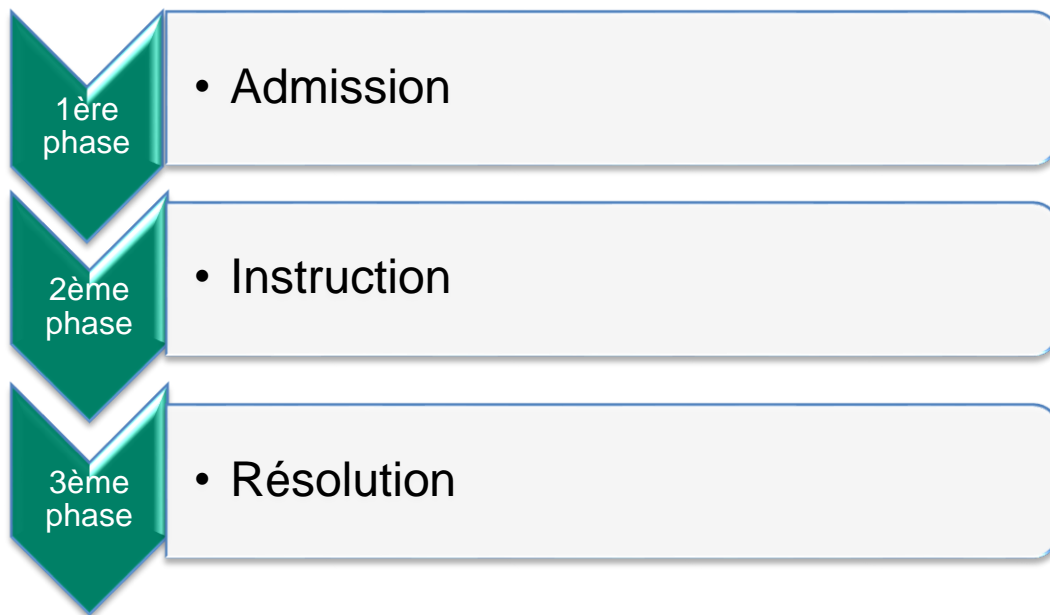 1ère
phase
• Admission
2ème
phase
• Instruction
3ème
phase
• Résolution